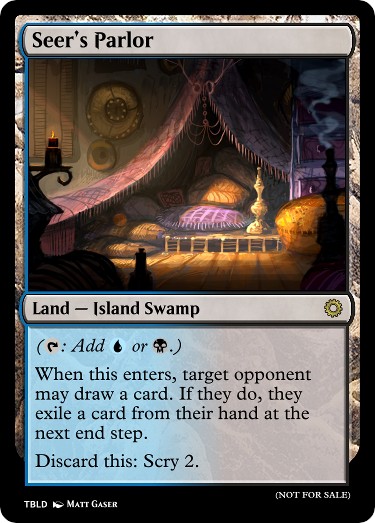 Seer's Parlor
Land — Island Swamp
(: Add  or .)
When this enters, target opponent
may draw a card. If they do, they
exile a card from their hand at the
next end step.
Discard this: Scry 2.
TBLD Matt Gaser
(NOT FOR SALE)